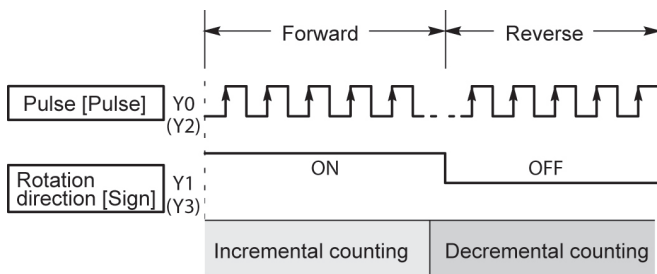 Forward
Reverse
Pulse [Pulse]
Y0
(Y2)
Rotation
direction [Sign]
Y1
(Y3)
ON
OFF
Incremental counting
Decremental counting